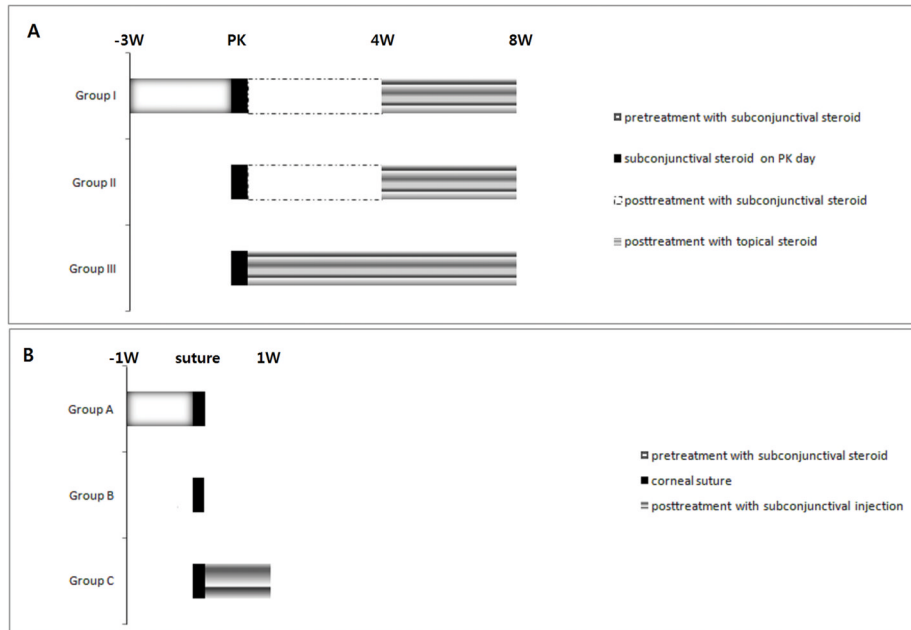 A
-3W PK 4W 8W
Group I
Group II
Group III
pretreatment with subconjunctival steroid
subconjunctival steroid on PK day
posttreatment with subconjunctival steroid
posttreatment with topical steroid
B
-1W suture 1W
Group A
Group B
Group C
pretreatment with subconjunctival steroid
corneal suture
posttreatment with subconjunctival injection